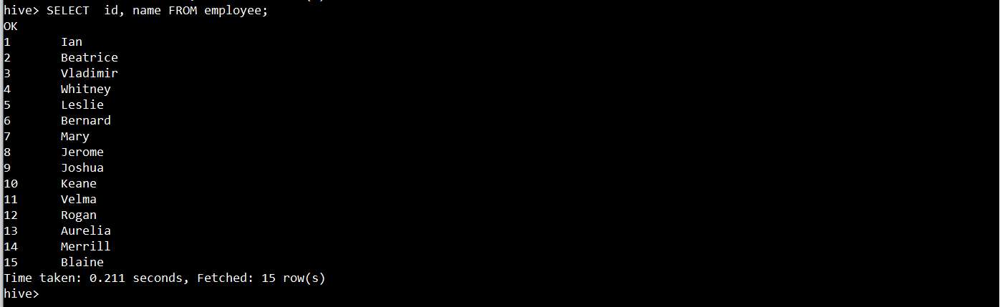 hive> SELECT  id, name FROM employee;
OK
1       Ian
2       Beatrice
3       Vladimir
4       Whitney
5       Leslie
6       Bernard
7       Mary
8       Jerome
9       Joshua
10      Keane
11      Velma
12      Rogan
13      Aurelia
14      Merrill
15      Blaine
Time taken: 0.211 seconds, Fetched: 15 row(s)
hive>